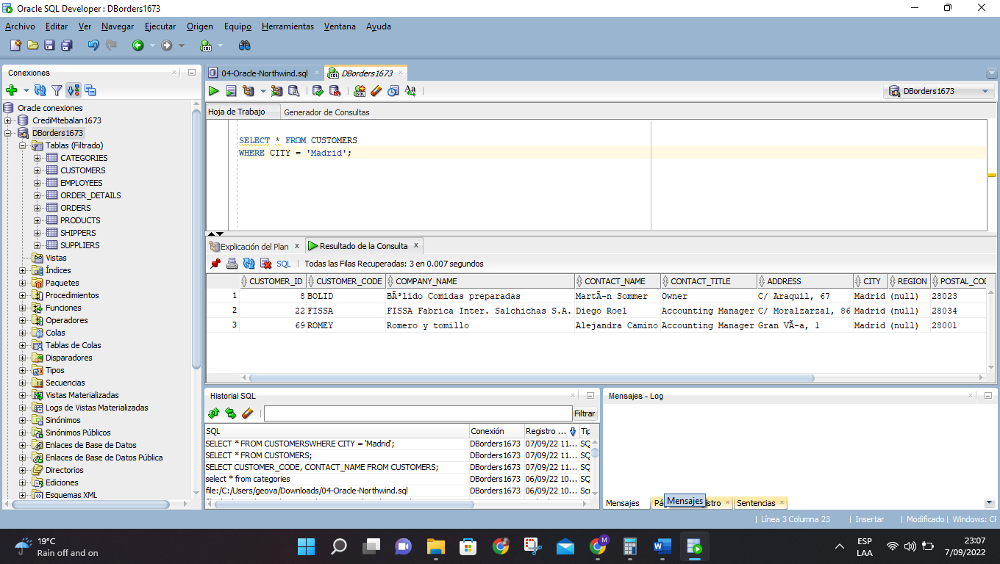 Oracle SQL Developer : DBorders1673
Archivo Editar Ver Navegar Ejecutar Origen Equipo Herramientas Ventana Ayuda
Conexiones
Oracle conexiones
CrediMtebalan1673
DBorders1673
Tablas (Filtrado)
CATEGORIES
CUSTOMERS
EMPLOYEES
ORDER_DETAILS
ORDERS
PRODUCTS
SHIPPERS
SUPPLIERS
Vistas
Índices
Paquetes
Procedimientos
Funciones
Operadores
Colas
Tablas de Colas
Disparadores
Tipos
Secuencias
Vistas Materializadas
Logs de Vistas Materializadas
Sinónimos
Sinónimos Públicos
Enlaces de Base de Datos
Enlaces de Base de Datos Pública
Directorios
Ediciones
Esquemas XML
04-Oracle-Northwind.sql DBorders1673
DBorders1673
Hoja de Trabajo Generador de Consultas
SELECT * FROM CUSTOMERS
WHERE CITY = 'Madrid';
Explicación del Plan Resultado de la Consulta
SQL Todas las Filas Recuperadas: 3 en 0.007 segundos
CUSTOMER_ID CUSTOMER_CODE COMPANY_NAME CONTACT_NAME CONTACT_TITLE ADDRESS CITY REGION POSTAL_COD
1 8 BOLID BÃ³lido Comidas preparadas MartÃ-n Sommer Owner C/ Araquil, 67 Madrid (null) 28023
2 22 FISSA FISSA Fabrica Inter. Salchichas S.A. Diego Roel Accounting Manager C/ Moralzarzal, 86 Madrid (null) 28034
3 69 ROMEY Romero y tomillo Alejandra Camino Accounting Manager Gran VÃ-a, 1 Madrid (null) 28001
Historial SQL
Filtrar
SQL Conexión Registro ... Tip
SELECT * FROM CUSTOMERSWHERE CITY = 'Madrid'; DBorders1673 07/09/22 11... SQ
SELECT * FROM CUSTOMERS; DBorders1673 07/09/22 11... SQ
SELECT CUSTOMER_CODE, CONTACT_NAME FROM CUSTOMERS; DBorders1673 07/09/22 11... SQ
select * from categories DBorders1673 06/09/22 10... SQ
file:/C:/Users/geova/Downloads/04-Oracle-Northwind.sql DBorders1673 06/09/22 10... Sc
Mensajes - Log
Mensajes Pá Mensajes istro Sentencias
Línea 3 Columna 23 Insertar Modificado Windows: CF
19°C
Rain off and on
ESP
LAA
23:07
7/09/2022